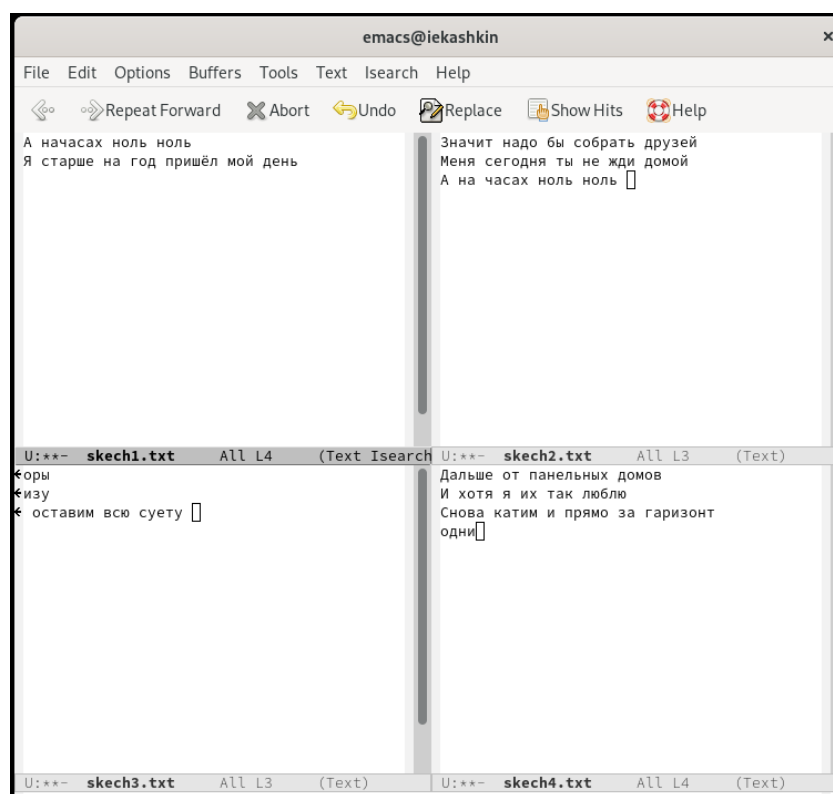 emacs@iekashkin
File Edit Options Buffers Tools Text Isearch Help
Repeat Forward Abort Undo Replace Show Hits Help
А начасах ноль ноль
Я старше на год пришёл мой день
U:**- skech1.txt All L4 (Text Isearch
Значит надо бы собрать друзей
Меня сегодня ты не жди домой
А на часах ноль ноль
U:**- skech2.txt All L3 (Text)
оры
изу
оставим всю суету
U:**- skech3.txt All L3 (Text)
Дальше от панельных домов
И хотя я их так люблю
Снова катим и прямо за гаризонт
одни
U:**- skech4.txt All L4 (Text)